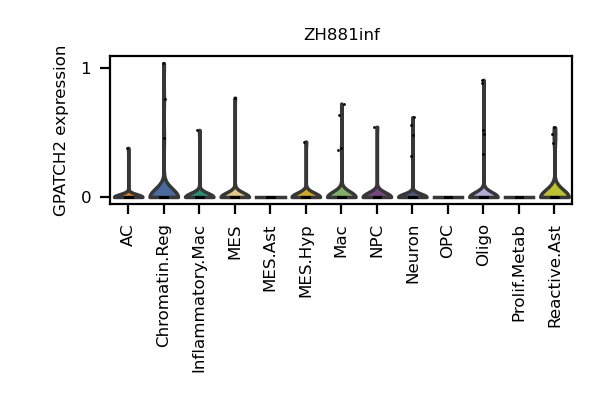 ZH881inf
GPATCH2 expression
1
0
AC
Chromatin.Reg
Inflammatory.Mac
MES
MES.Ast
MES.Hyp
Mac
NPC
Neuron
OPC
Oligo
Prolif.Metab
Reactive.Ast